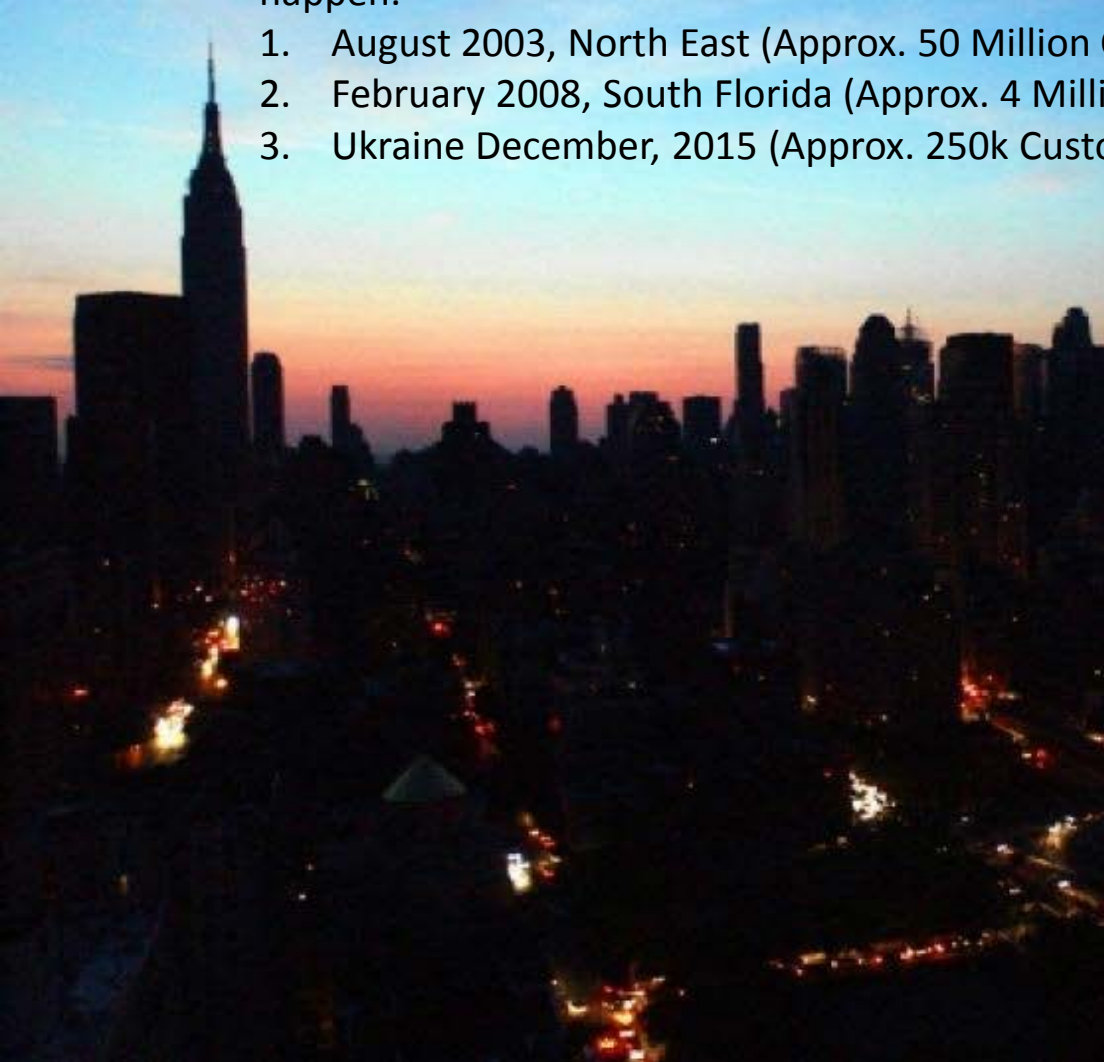 1. August 2003, North East (Approx. 50 Million
2. February 2008, South Florida (Approx. 4
3. Ukraine December, 2015 (Approx. 250k